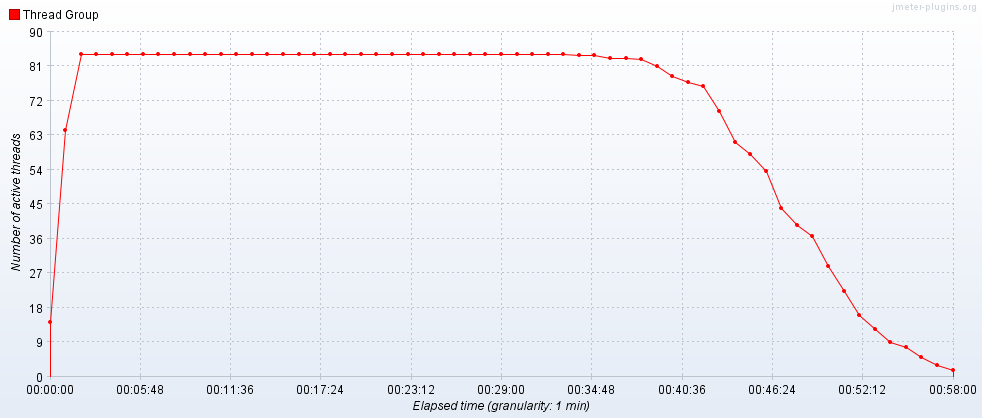 jmeter-plugins.org
Thread Group
90
81
72
63
54
45
36
27
18
9
0
Number of active threads
00:00:00 00:05:48 00:11:36 00:17:24 00:23:12 00:29:00 00:34:48 00:40:36 00:46:24 00:52:12 00:58:00
Elapsed time (granularity: 1 min)